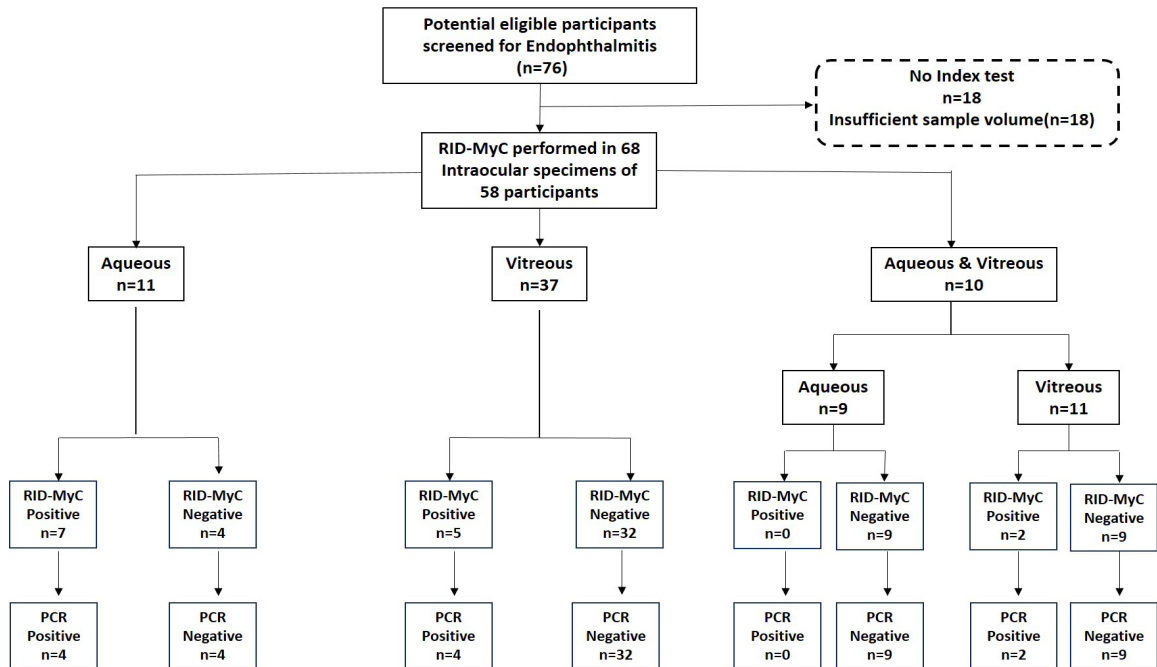 Potential eligible participants
screened for Endophthalmitis
(n=76)
No Index test
n=18
Insufficient sample volume(n=18)
RID-MyC performed in 68
Intraocular specimens of
58 participants
Aqueous
n=11
Vitreous
n=37
Aqueous & Vitreous
n=10
Aqueous
n=9
Vitreous
n=11
RID-MyC
Positive
n=7
RID-MyC
Negative
n=4
RID-MyC
Positive
n=5
RID-MyC
Negative
n=32
RID-MyC
Positive
n=0
RID-MyC
Negative
n=9
RID-MyC
Positive
n=2
RID-MyC
Negative
n=9
PCR
Positive
n=4
PCR
Negative
n=4
PCR
Positive
n=4
PCR
Negative
n=32
PCR
Positive
n=0
PCR
Negative
n=9
PCR
Positive
n=2
PCR
Negative
n=9